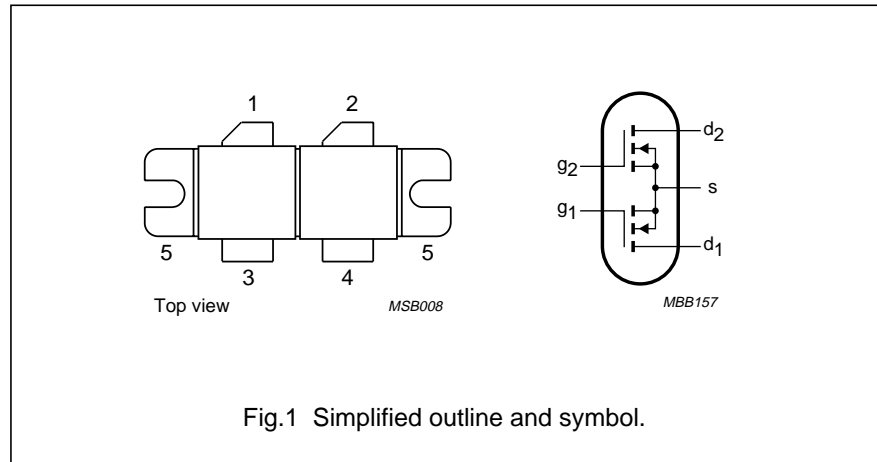 1 2
5 5
3 4
Top view MSB008
d2
g2
s
g1
d1
MBB157
Fig.1 Simplified outline and symbol.